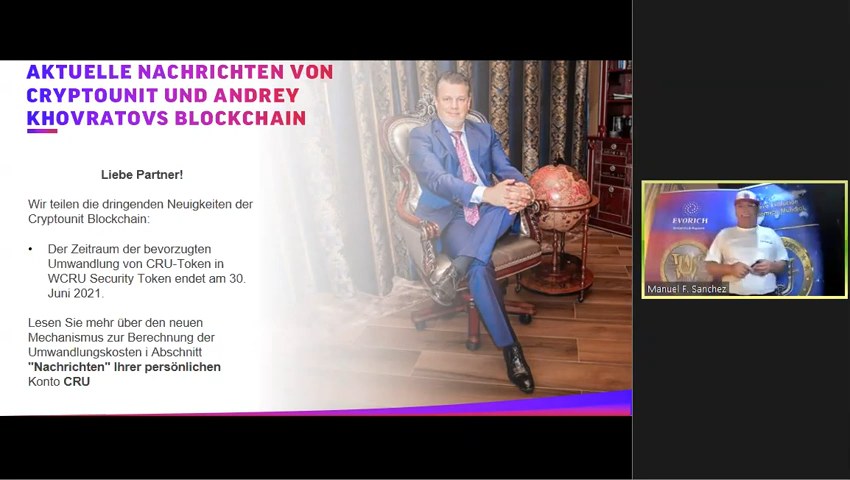 AKTUELLE NACHRICHTEN VON
CRYPTOUNIT UND ANDREY
KHOVRATOVS BLOCKCHAIN
Liebe Partner!
Wir teilen die dringenden Neuigkeiten der
Cryptounit Blockchain:
• Der Zeitraum der bevorzugten
Umwandlung von CRU-Token in
WCRU Security Token endet am 30.
Juni 2021.
Lesen Sie mehr über den neuen
Mechanismus zur Berechnung der
Umwandlungskosten i Abschnitt
"Nachrichten" Ihrer persönlichen
Konto CRU
EVORICH
Manuel F. Sanchez